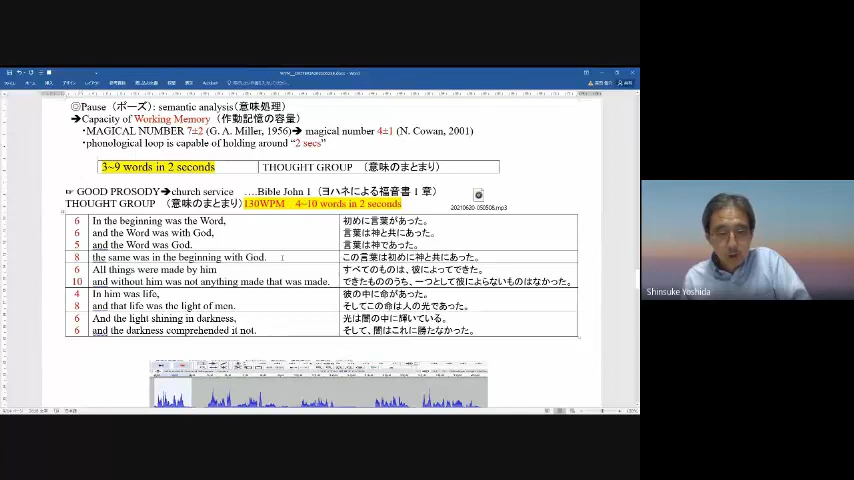 ◎Pause（ポーズ）: semantic analysis(意味処理)
➔Capacity of Working Memory（作動記憶の容量）
・MAGICAL NUMBER 7±2 (G. A. Miller, 1956)➔ magical number 4±1 (N. Cowan, 2001)
・phonological loop is capable of holding around "2 secs"
3~9 words in 2 seconds THOUGHT GROUP （意味のまとまり）
☞ GOOD PROSODY➔church service ….Bible John 1（ヨハネによる福音書 1 章）
THOUGHT GROUP （意味のまとまり）130WPM 4~10 words in 2 seconds
20210620-050508.mp3
6 In the beginning was the Word, 初めに言葉があった。
6 and the Word was with God, 言葉は神と共にあった。
5 and the Word was God. 言葉は神であった。
8 the same was in the beginning with God. この言葉は初めに神と共にあった。
6 All things were made by him すべてのものは、彼によってできた。
10 and without him was not anything made that was made. できたもののうち、一つとして彼によらないものはなかった。
4 In him was life, 彼の中に命があった。
8 and that life was the light of men. そしてこの命は人の光であった。
6 And the light shining in darkness, 光は闇の中に輝いている。
6 and the darkness comprehended it not. そして、闇はこれに勝たなかった。
Shinsuke Yoshida